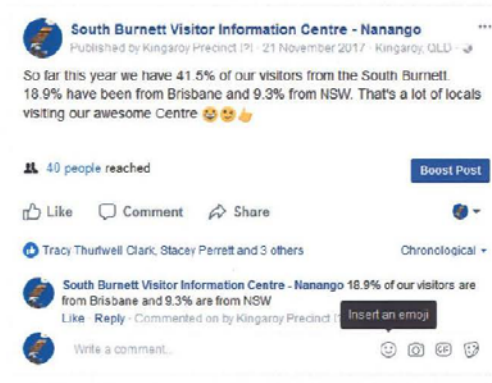 South Burnett Visitor Information Centre - Nanango
Published by Kingaroy Precinct [?] · 21 November 2017 · Kingaroy, QLD ·
So far this year we have 41.5% of our visitors from the South Burnett.
18.9% have been from Brisbane and 9.3% from NSW. That's a lot of locals
visiting our awesome Centre 😹😉👍
40 people reached
Boost Post
Like Comment Share
Tracy Thurlwell Clark, Stacey Perrett and 3 others
Chronological
South Burnett Visitor Information Centre - Nanango 18.9% of our visitors are
from Brisbane and 9.3% are from NSW
Like · Reply · Commented on by Kingaroy Precinct
Insert an emoji
Write a comment...
GIF